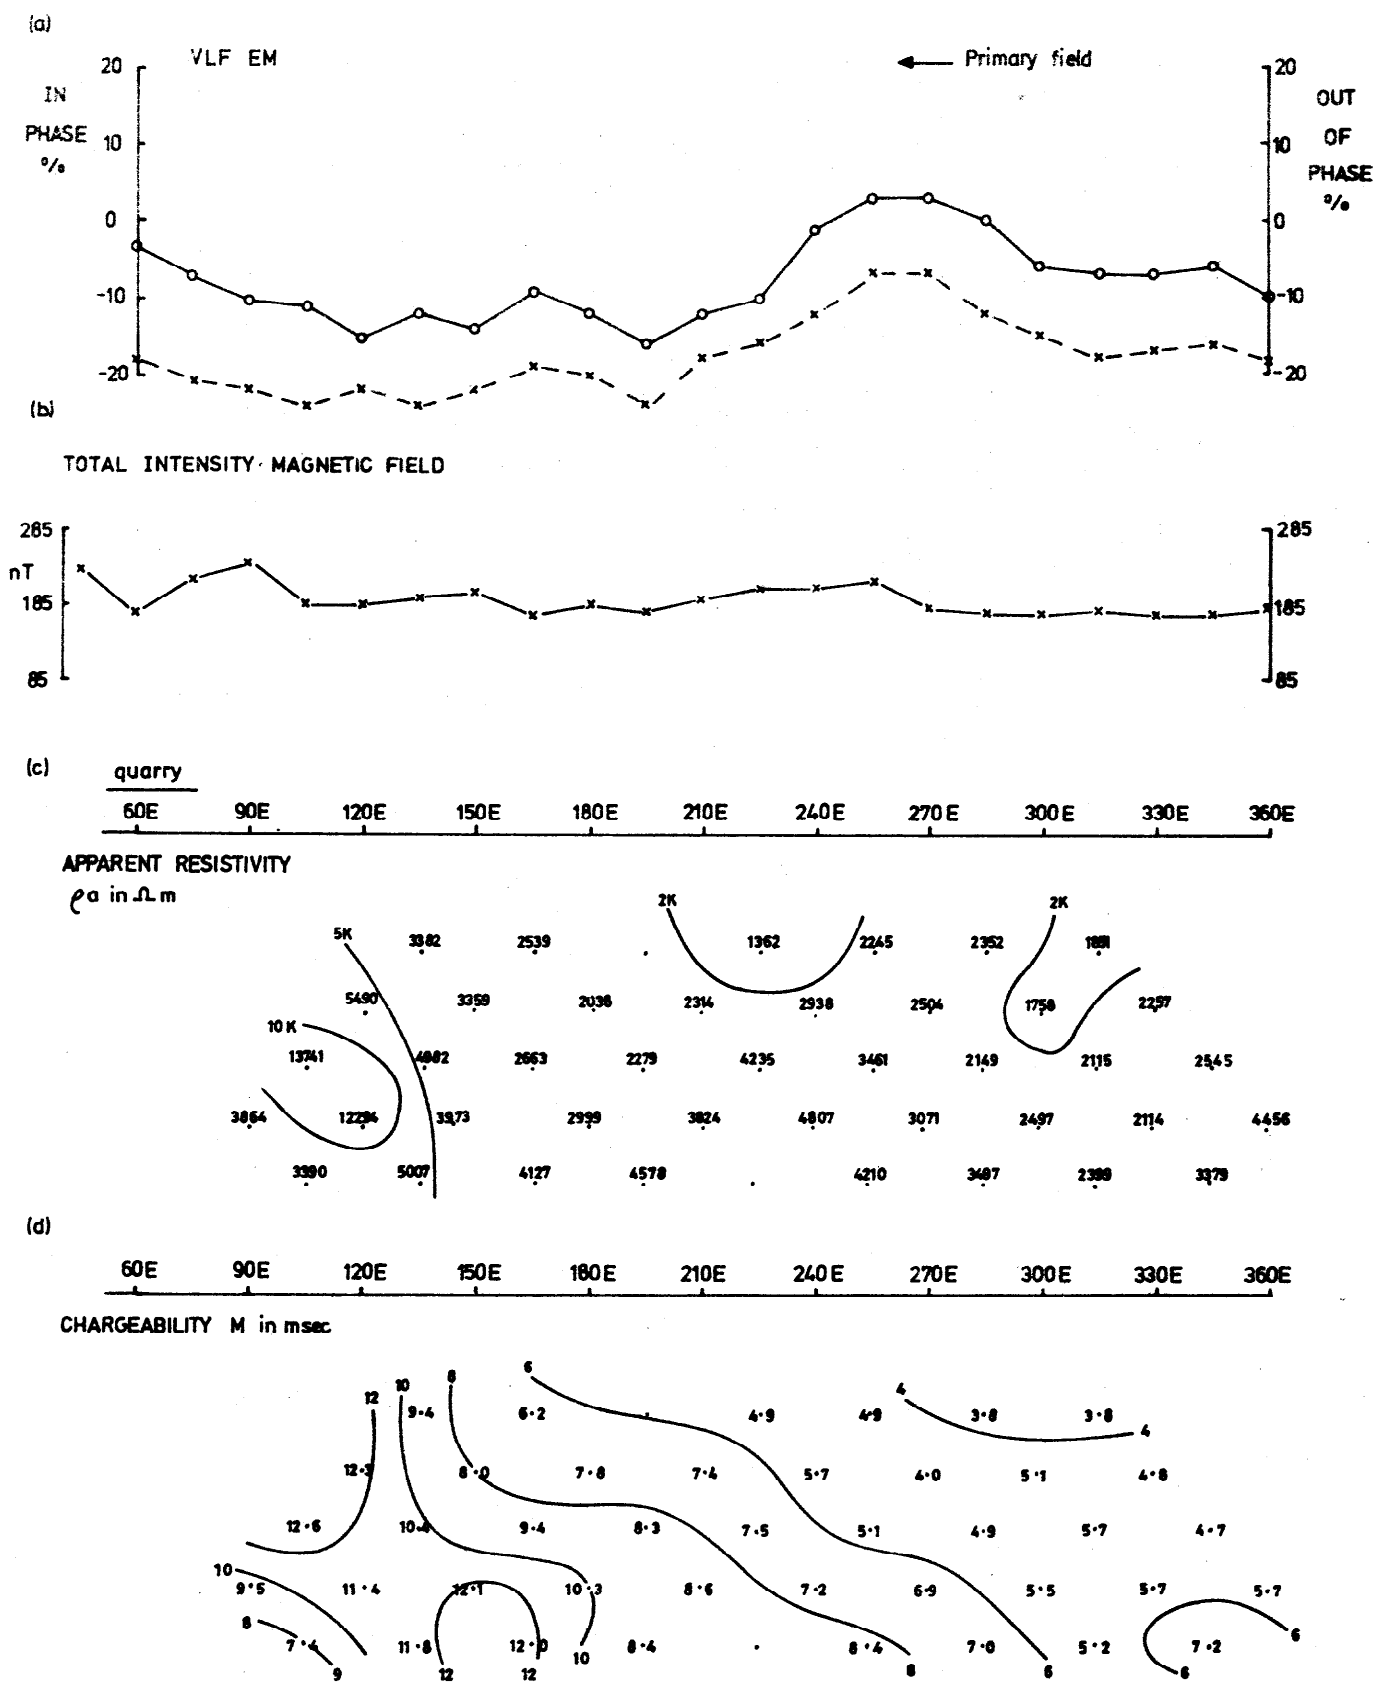 (a)
VLF EM
Primary field
20
20
IN
PHASE
%
OUT
OF
PHASE
%
10
10
0
0
-10
-10
-20
-20
(b)
TOTAL INTENSITY MAGNETIC FIELD
285
285
nT
185
185
85
85
(c)
quarry
60E 90E 120E 150E 180E 210E 240E 270E 300E 330E 360E
APPARENT RESISTIVITY
ρa in Ω m
2K 2K
5K 3382 2539 1362 2245 2352
5490 3359 2036 2314 2938 2504 1758 2257
10K
13741 4982 2663 2279 4235 3461 2149 2115 2545
3864 12294 3973 2999 3824 4807 3071 2497 2114 4456
3390 5007 4127 4578 4210 3487 2399 3379
(d)
60E 90E 120E 150E 180E 210E 240E 270E 300E 330E 360E
CHARGEABILITY M in msec
12 10 8 6 4
9.4 6.2 4.9 4.9 3.8 3.8 4
12.3 8.0 7.8 7.4 5.7 4.0 5.1 4.8
12.6 10.4 9.4 8.3 7.5 5.1 4.9 5.7 4.7
10
9.5 11.4 12.1 10.3 8.6 7.2 6.9 5.5 5.7 5.7
8 7.4 11.8 12.0 8.4 8.4 7.0 5.2 7.2 6
9 12 12 10 8 6 6